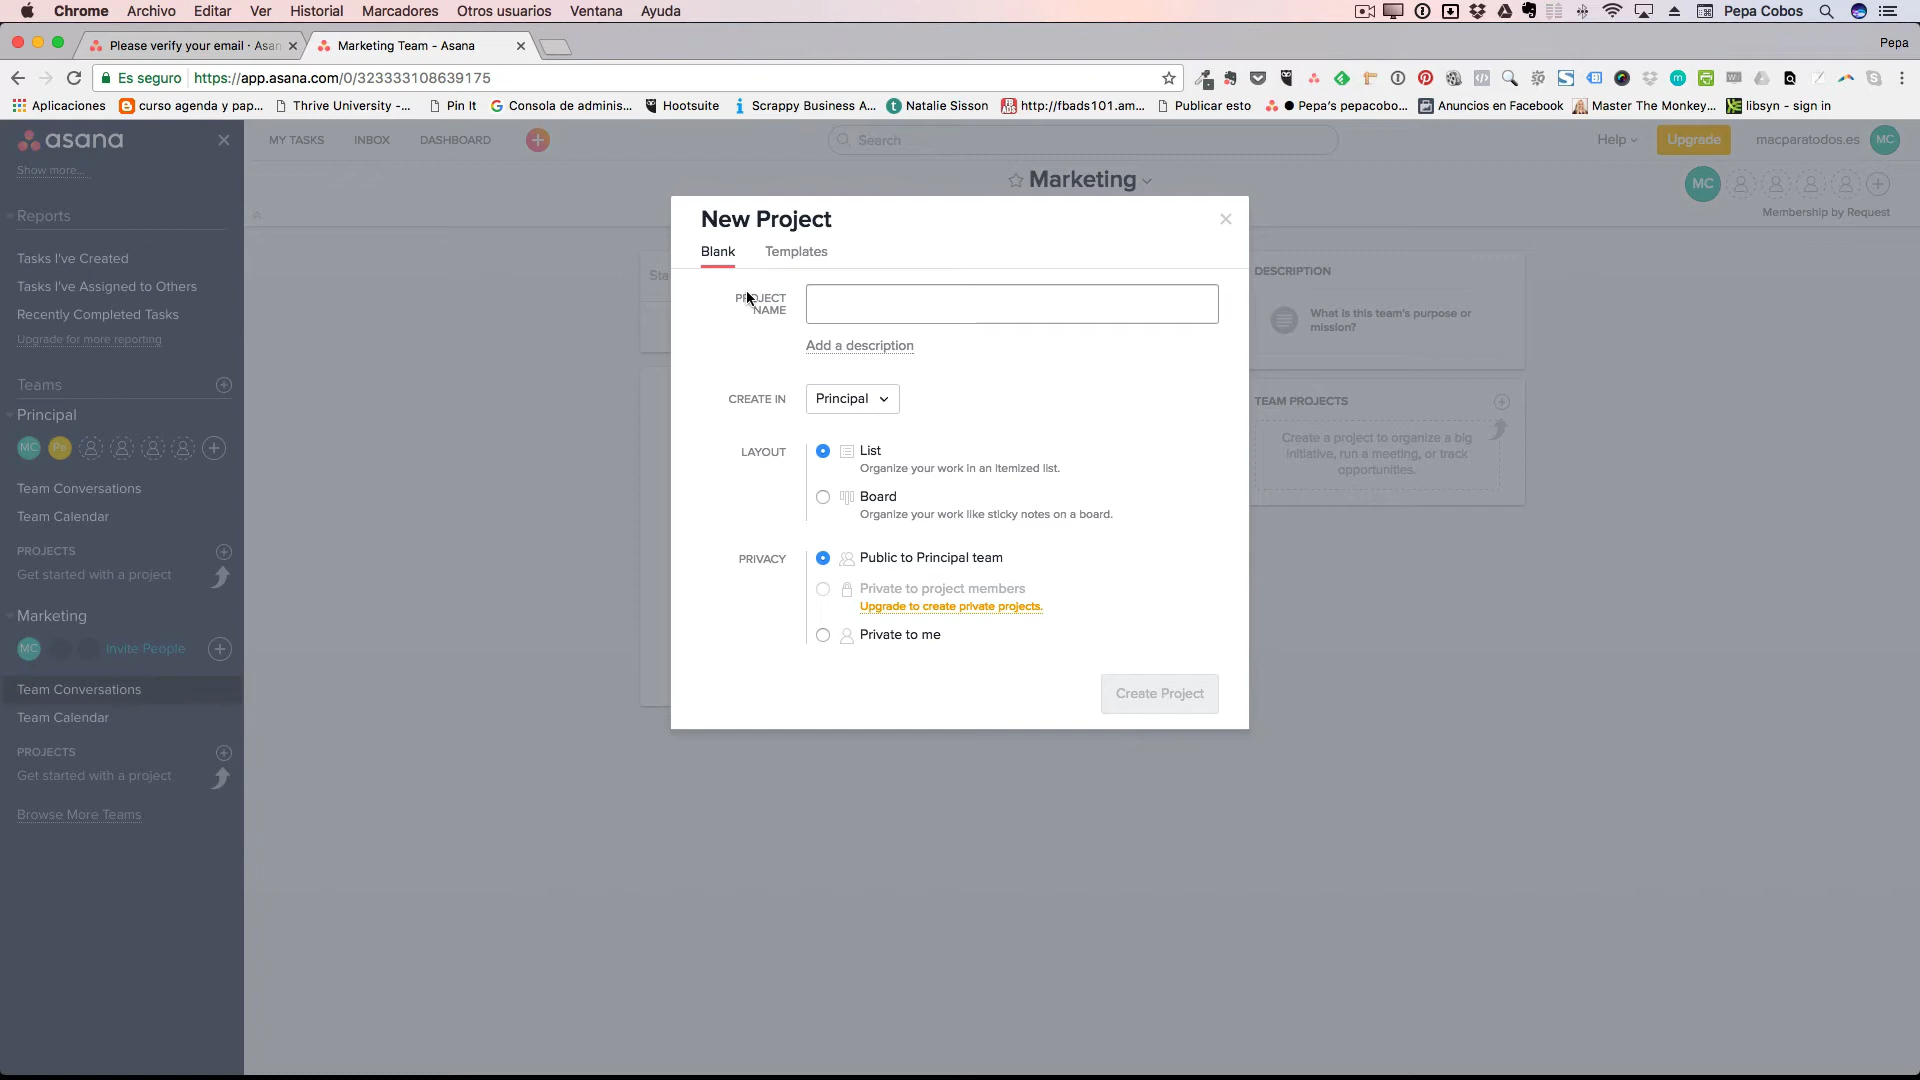 Chrome Archivo Editar Ver Historial Marcadores Otros usuarios Ventana Ayuda Pepa Cobos
Please verify your email · Asan Marketing Team - Asana Pepa
Es seguro https://app.asana.com/0/323333108639175
Aplicaciones curso agenda y pap... Thrive University -... Pin It Consola de adminis... Hootsuite Scrappy Business A... Natalie Sisson http://fbads101.am... Publicar esto Pepa's pepacobo... Anuncios en Facebook Master The Monkey... libsyn - sign in
asana MY TASKS INBOX DASHBOARD Search Help Upgrade macparatodos.es MC
Show more...
Marketing
MC
Membership by Request
Reports
Tasks I've Created
Tasks I've Assigned to Others
Recently Completed Tasks
Upgrade for more reporting
Teams
Principal
MC Pe
Team Conversations
Team Calendar
PROJECTS
Get started with a project
Marketing
MC Invite People
Team Conversations
Team Calendar
PROJECTS
Get started with a project
Browse More Teams
Sta
New Project
Blank Templates
PROJECT
NAME
Add a description
CREATE IN Principal
LAYOUT List
Organize your work in an itemized list.
Board
Organize your work like sticky notes on a board.
PRIVACY Public to Principal team
Private to project members
Upgrade to create private projects.
Private to me
Create Project
DESCRIPTION
What is this team's purpose or
mission?
TEAM PROJECTS
Create a project to organize a big
initiative, run a meeting, or track
opportunities.